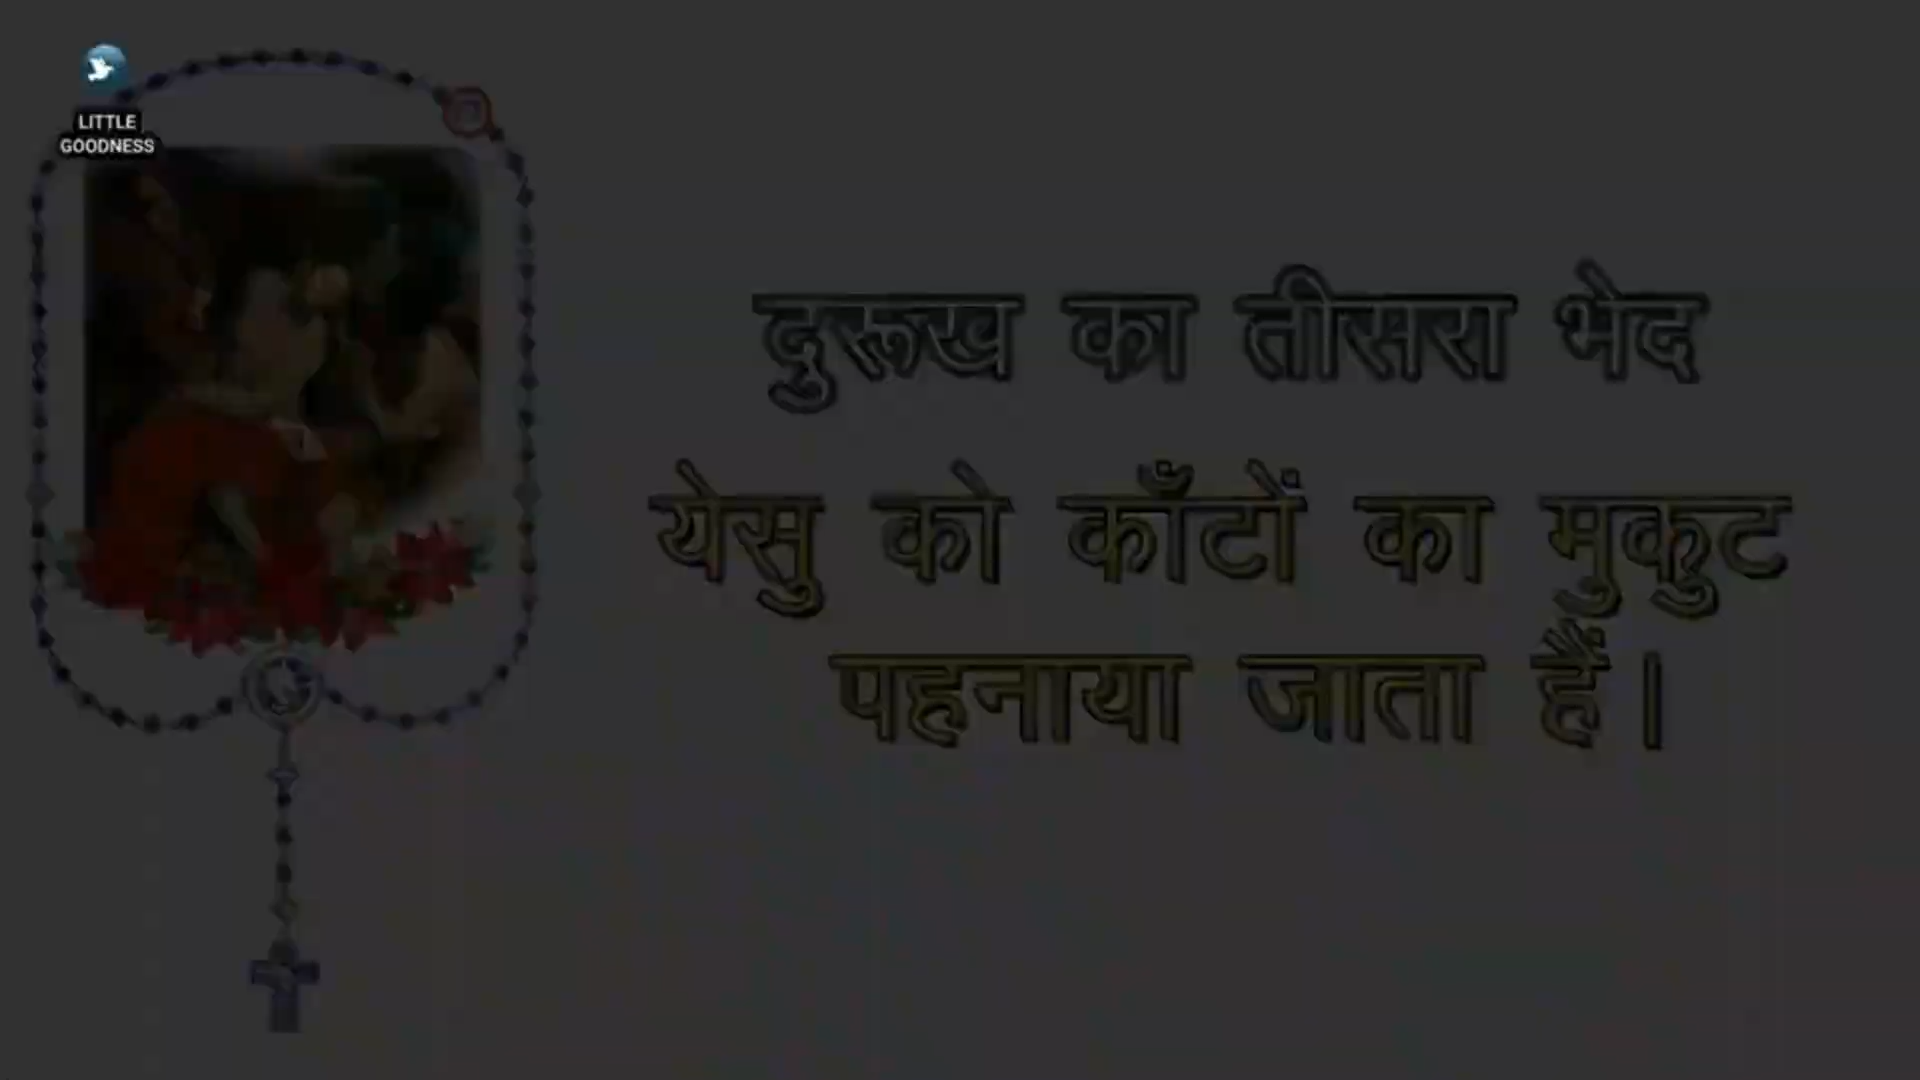 LITTLE
GOODNESS
दुरूख का तीसरा भेद
येसु को काँटों का मुकुट
पहनाया जाता हैं।